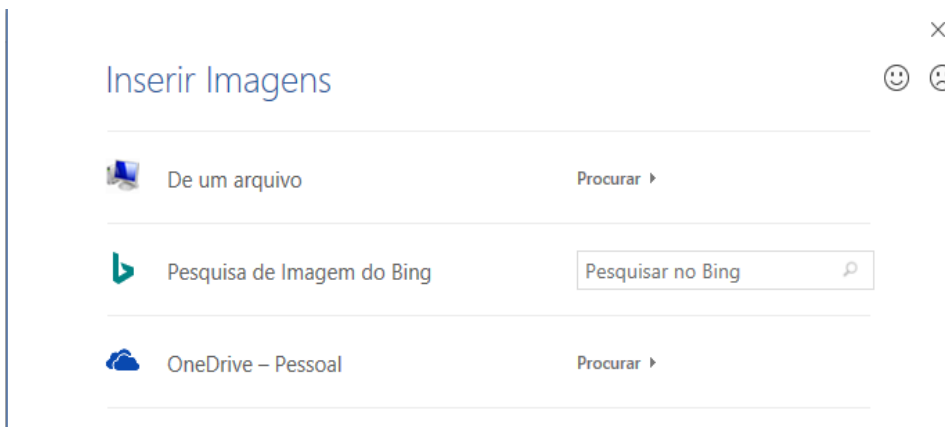 Inserir Imagens
De um arquivo
Procurar
Pesquisa de Imagem do Bing
Pesquisar no Bing
OneDrive – Pessoal
Procurar